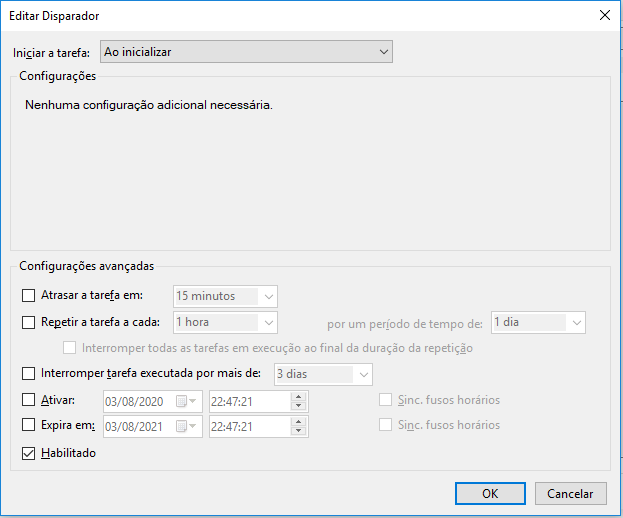 Editar Disparador
Iniciar a tarefa: Ao inicializar
Configurações
Nenhuma configuração adicional necessária.
Configurações avançadas
Atrasar a tarefa em: 15 minutos
Repetir a tarefa a cada: 1 hora por um período de tempo de: 1 dia
Interromper todas as tarefas em execução ao final da duração da repetição
Interromper tarefa executada por mais de: 3 dias
Ativar: 03/08/2020 22:47:21 Sinc. fusos horários
Expira em: 03/08/2021 22:47:21 Sinc. fusos horários
Habilitado
OK Cancelar